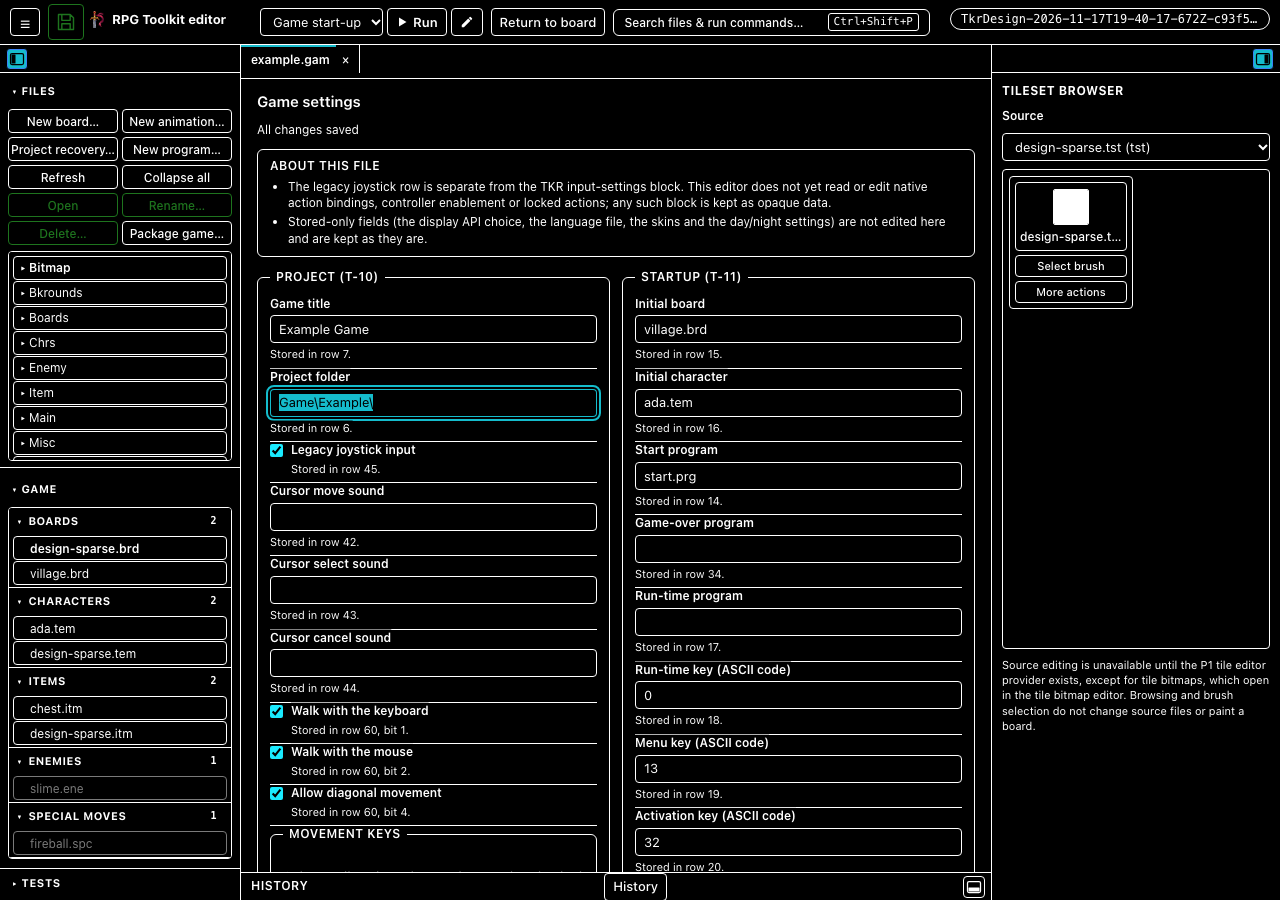 RPG Toolkit editor
Game start-up
Run
Return to board
Search files & run commands...
Ctrl+Shift+P
TkrDesign-2026-11-17T19-40-17-672Z-c93f5…
FILES
New board...
New animation...
Project recovery...
New program...
Refresh
Collapse all
Open
Rename...
Delete...
Package game...
Bitmap
Bkrounds
Boards
Chrs
Enemy
Item
Main
Misc
GAME
BOARDS 2
design-sparse.brd
village.brd
CHARACTERS 2
ada.tem
design-sparse.tem
ITEMS 2
chest.itm
design-sparse.itm
ENEMIES 1
slime.ene
SPECIAL MOVES 1
fireball.spc
TESTS
example.gam ×
Game settings
All changes saved
ABOUT THIS FILE
• The legacy joystick row is separate from the TKR input-settings block. This editor does not yet read or edit native
action bindings, controller enablement or locked actions; any such block is kept as opaque data.
• Stored-only fields (the display API choice, the language file, the skins and the day/night settings) are not edited here
and are kept as they are.
PROJECT (T-10)
Game title
Example Game
Stored in row 7.
Project folder
Game\Example\
Stored in row 6.
Legacy joystick input
Stored in row 45.
Cursor move sound
Stored in row 42.
Cursor select sound
Stored in row 43.
Cursor cancel sound
Stored in row 44.
Walk with the keyboard
Stored in row 60, bit 1.
Walk with the mouse
Stored in row 60, bit 2.
Allow diagonal movement
Stored in row 60, bit 4.
MOVEMENT KEYS
STARTUP (T-11)
Initial board
village.brd
Stored in row 15.
Initial character
ada.tem
Stored in row 16.
Start program
start.prg
Stored in row 14.
Game-over program
Stored in row 34.
Run-time program
Stored in row 17.
Run-time key (ASCII code)
0
Stored in row 18.
Menu key (ASCII code)
13
Stored in row 19.
Activation key (ASCII code)
32
Stored in row 20.
HISTORY
History
TILESET BROWSER
Source
design-sparse.tst (tst)
design-sparse.t...
Select brush
More actions
Source editing is unavailable until the P1 tile editor
provider exists, except for tile bitmaps, which open
in the tile bitmap editor. Browsing and brush
selection do not change source files or paint a
board.